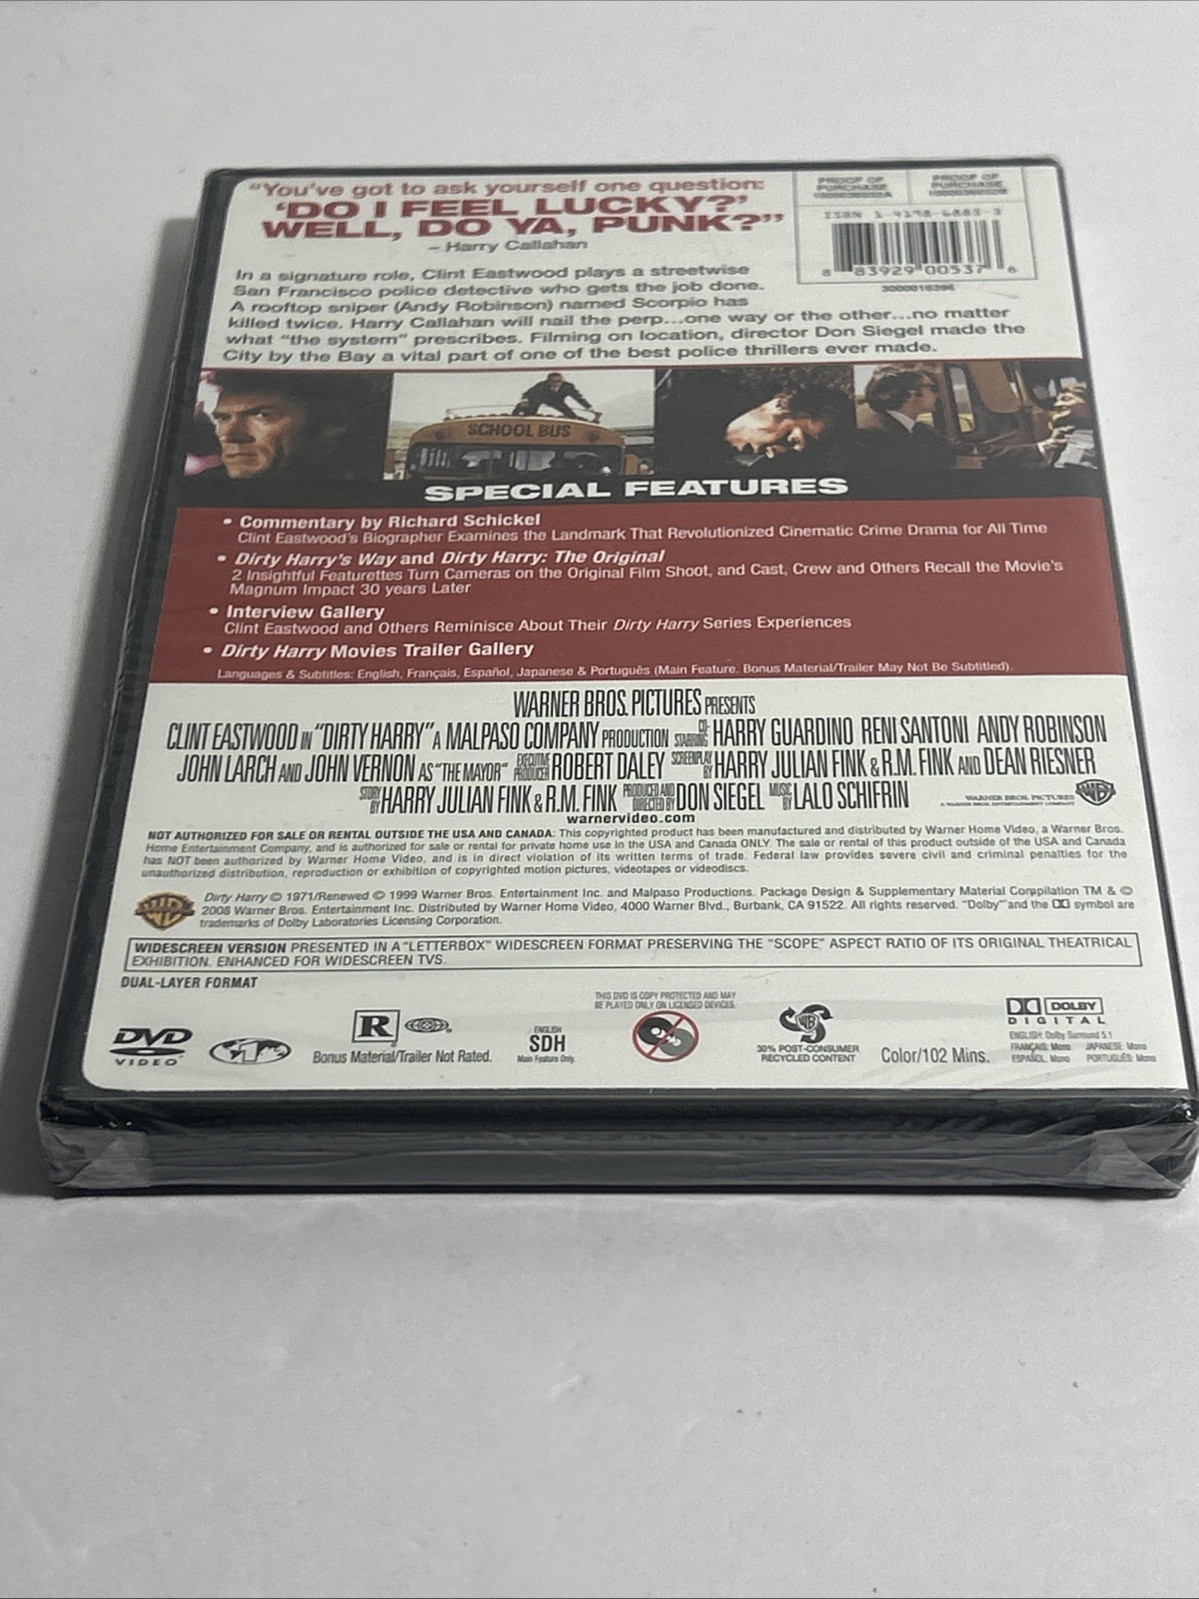 "You've got to ask yourself one question:
'DO I FEEL LUCKY?'
WELL, DO YA, PUNK?"
– Harry Callahan
PROOF OF PURCHASE
PROOF OF PURCHASE
8 83929 00537 6
3000016396
In a signature role, Clint Eastwood plays a streetwise
San Francisco police detective who gets the job done.
A rooftop sniper (Andy Robinson) named Scorpio has
killed twice. Harry Callahan will nail the perp...one way or the other...no matter
what "the system" prescribes. Filming on location, director Don Siegel made the
City by the Bay a vital part of one of the best police thrillers ever made.
SCHOOL BUS
SPECIAL FEATURES
• Commentary by Richard Schickel
Clint Eastwood's Biographer Examines the Landmark That Revolutionized Cinematic Crime Drama for All Time
• Dirty Harry's Way and Dirty Harry: The Original
2 Insightful Featurettes Turn Cameras on the Original Film Shoot, and Cast, Crew and Others Recall the Movie's
Magnum Impact 30 years Later
• Interview Gallery
Clint Eastwood and Others Reminisce About Their Dirty Harry Series Experiences
• Dirty Harry Movies Trailer Gallery
Languages & Subtitles: English, Français, Español, Japanese & Português (Main Feature. Bonus Material/Trailer May Not Be Subtitled).
WARNER BROS. PICTURES PRESENTS
CLINT EASTWOOD IN "DIRTY HARRY" A MALPASO COMPANY PRODUCTION CO-STARRING HARRY GUARDINO RENI SANTONI ANDY ROBINSON
JOHN LARCH AND JOHN VERNON AS "THE MAYOR" EXECUTIVE PRODUCER ROBERT DALEY SCREENPLAY BY HARRY JULIAN FINK & R.M. FINK AND DEAN RIESNER
STORY BY HARRY JULIAN FINK & R.M. FINK PRODUCED AND DIRECTED BY DON SIEGEL MUSIC BY LALO SCHIFRIN
WARNER BROS. PICTURES
A WARNER BROS. ENTERTAINMENT COMPANY
warnervideo.com
NOT AUTHORIZED FOR SALE OR RENTAL OUTSIDE THE USA AND CANADA: This copyrighted product has been manufactured and distributed by Warner Home Video, a Warner Bros.
Home Entertainment Company, and is authorized for sale or rental for private home use in the USA and Canada ONLY. The sale or rental of this product outside of the USA and Canada
has NOT been authorized by Warner Home Video, and is in direct violation of its written terms of trade. Federal law provides severe civil and criminal penalties for the
unauthorized distribution, reproduction or exhibition of copyrighted motion pictures, videotapes or videodiscs.
Dirty Harry © 1971/Renewed © 1999 Warner Bros. Entertainment Inc. and Malpaso Productions. Package Design & Supplementary Material Compilation TM & ©
2008 Warner Bros. Entertainment Inc. Distributed by Warner Home Video, 4000 Warner Blvd., Burbank, CA 91522. All rights reserved. "Dolby" and the DD symbol are
trademarks of Dolby Laboratories Licensing Corporation.
WIDESCREEN VERSION PRESENTED IN A "LETTERBOX" WIDESCREEN FORMAT PRESERVING THE "SCOPE" ASPECT RATIO OF ITS ORIGINAL THEATRICAL
EXHIBITION. ENHANCED FOR WIDESCREEN TVS.
DUAL-LAYER FORMAT
DVD
VIDEO
1
R
Bonus Material/Trailer Not Rated.
ENGLISH
SDH
Main Feature Only.
THIS DVD IS COPY PROTECTED AND MAY
BE PLAYED ONLY ON LICENSED DEVICES.
30% POST-CONSUMER
RECYCLED CONTENT
Color/102 Mins.
DOLBY
DIGITAL
ENGLISH: Dolby Surround 5.1
FRANÇAIS: Mono JAPANESE: Mono
ESPAÑOL: Mono PORTUGUÊS: Mono